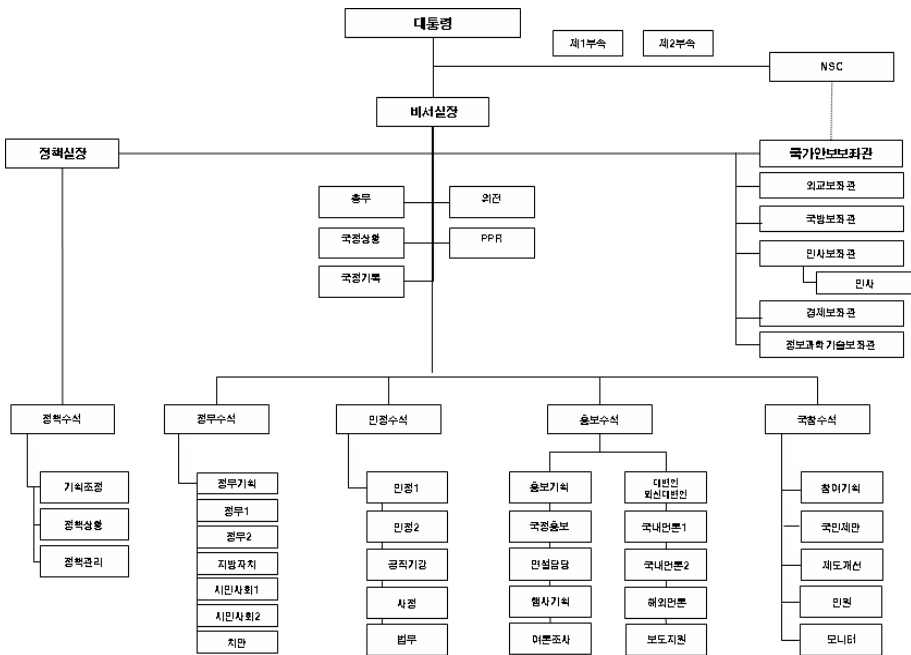 대통령
제1부속
제2부속
NSC
비서실장
정책실장
국가안보보좌관
총무
의전
외교보좌관
국정상황
PPR
국방보좌관
국정기록
인사보좌관
인사
경제보좌관
정보과학기술보좌관
정책수석
정무수석
민정수석
홍보수석
국참수석
기획조정
정책상황
정책관리
정무기획
정무1
정무2
지방자치
시민사회1
시민사회2
치안
민정1
민정2
공직기강
사정
법무
홍보기획
국정홍보
연설담당
행사기획
여론조사
대변인
외신대변인
국내언론1
국내언론2
해외언론
보도지원
참여기획
국민제안
제도개선
민원
모니터